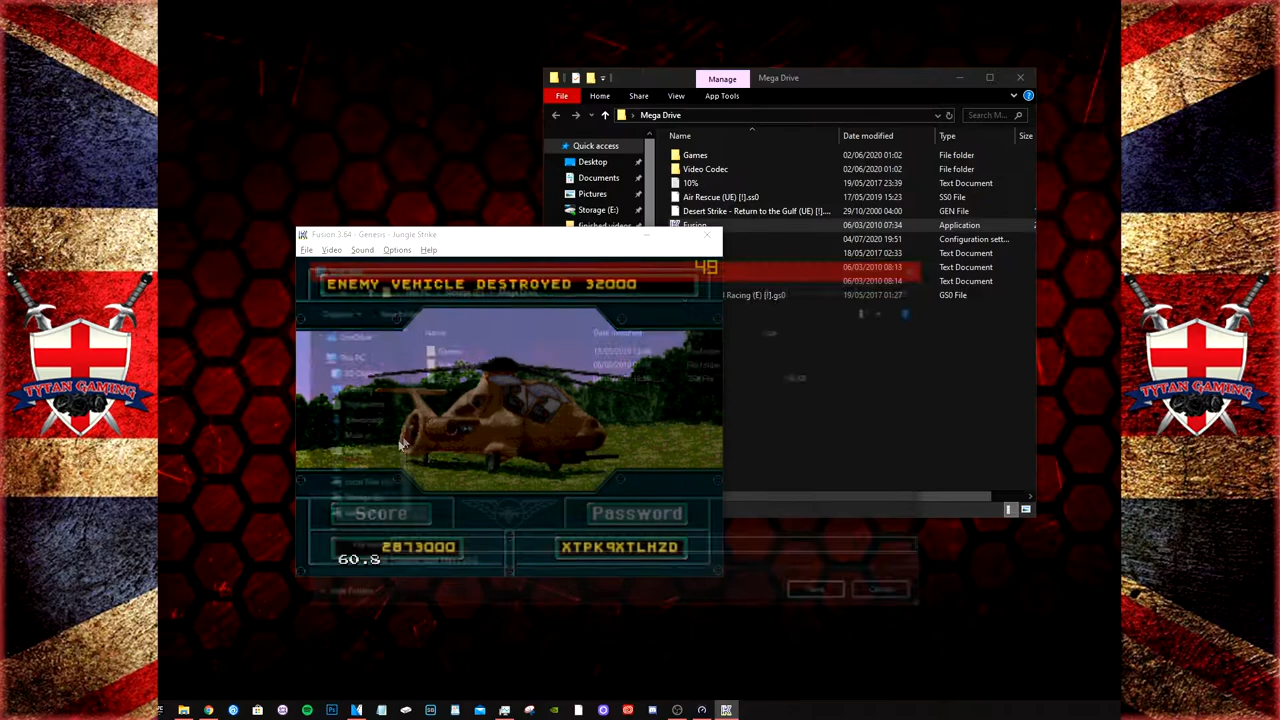 Manage
Mega Drive
File
Home
Share
View
App Tools
Mega Drive
Search M...
Name
Date modified
Type
Size
Quick access
Desktop
Documents
Pictures
Storage (E:)
Games 02/06/2020 01:02 File folder
Video Codec 02/06/2020 01:02 File folder
10% 19/05/2017 23:39 Text Document
Air Rescue (UE) [!].ss0 17/05/2019 15:23 SS0 File
Desert Strike - Return to the Gulf (UE) [!].... 29/10/2000 04:00 GEN File
Fusion 06/03/2010 07:34 Application
04/07/2020 19:51 Configuration sett...
18/05/2017 02:33 Text Document
06/03/2010 08:13 Text Document
06/03/2010 08:14 Text Document
l Racing (E) [!].gs0 19/05/2017 01:27 GS0 File
Fusion 3.64 - Genesis - Jungle Strike
File Video Sound Options Help
49
ENEMY VEHICLE DESTROYED 32000
Score
Password
2873000
XTPK9XTLHZD
60.8
TYTAN GAMING
TYTAN GAMING